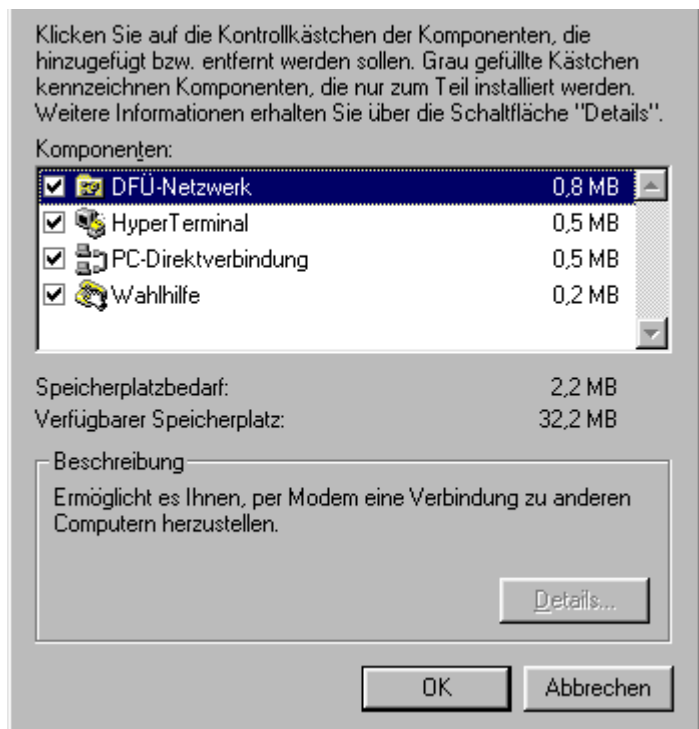 Klicken Sie auf die Kontrollkästchen der Komponenten, die
hinzugefügt bzw. entfernt werden sollen. Grau gefüllte Kästchen
kennzeichnen Komponenten, die nur zum Teil installiert werden.
Weitere Informationen erhalten Sie über die Schaltfläche "Details".
Komponenten:
DFÜ-Netzwerk 0,8 MB
HyperTerminal 0,5 MB
PC-Direktverbindung 0,5 MB
Wahlhilfe 0,2 MB
Speicherplatzbedarf: 2,2 MB
Verfügbarer Speicherplatz: 32,2 MB
Beschreibung
Ermöglicht es Ihnen, per Modem eine Verbindung zu anderen
Computern herzustellen.
Details...
OK Abbrechen